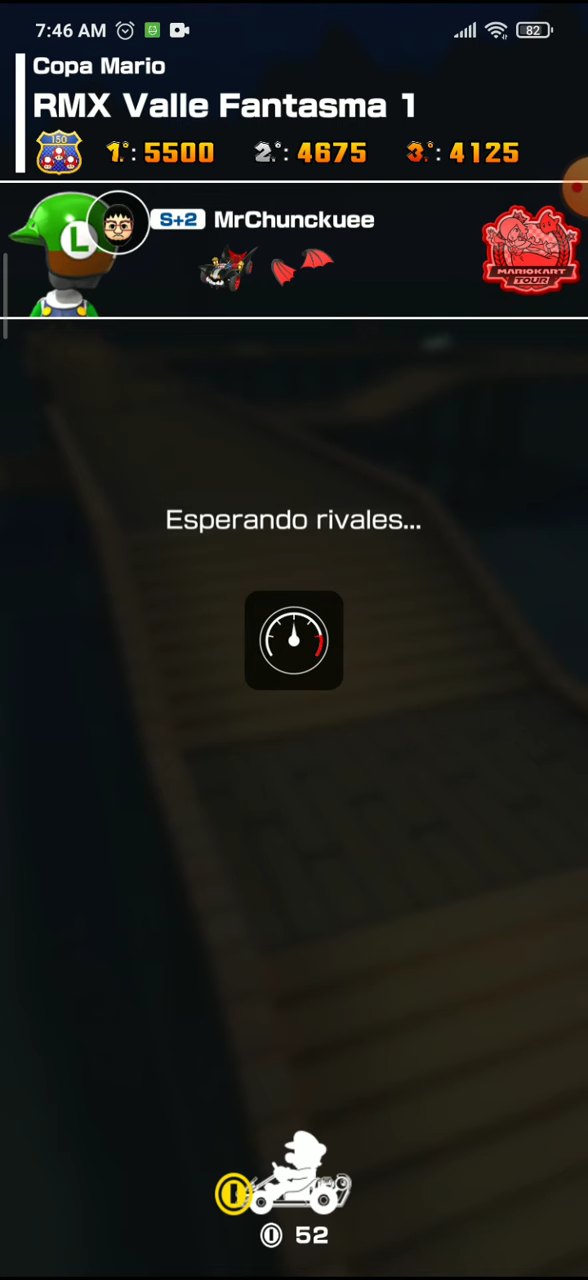 7:46 AM
82
Copa Mario
RMX Valle Fantasma 1
150
1.°: 5500 2.°: 4675 3.°: 4125
L
S+2 MrChunckuee
MARIOKART
TOUR
Esperando rivales...
52